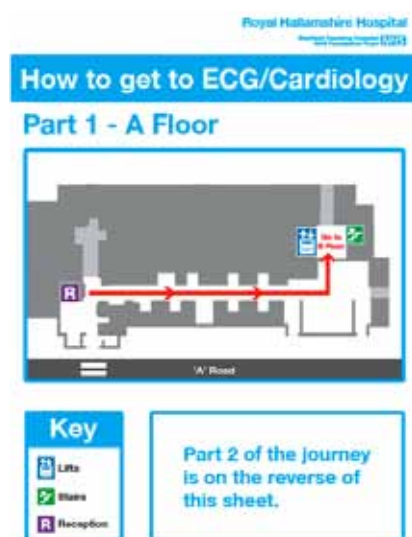 Royal Hallamshire Hospital
How to get to ECG/Cardiology
Part 1 - A Floor
Go to
B Floor
R
'A' Road
Key
Lifts
Stairs
R Reception
Part 2 of the journey
is on the reverse of
this sheet.